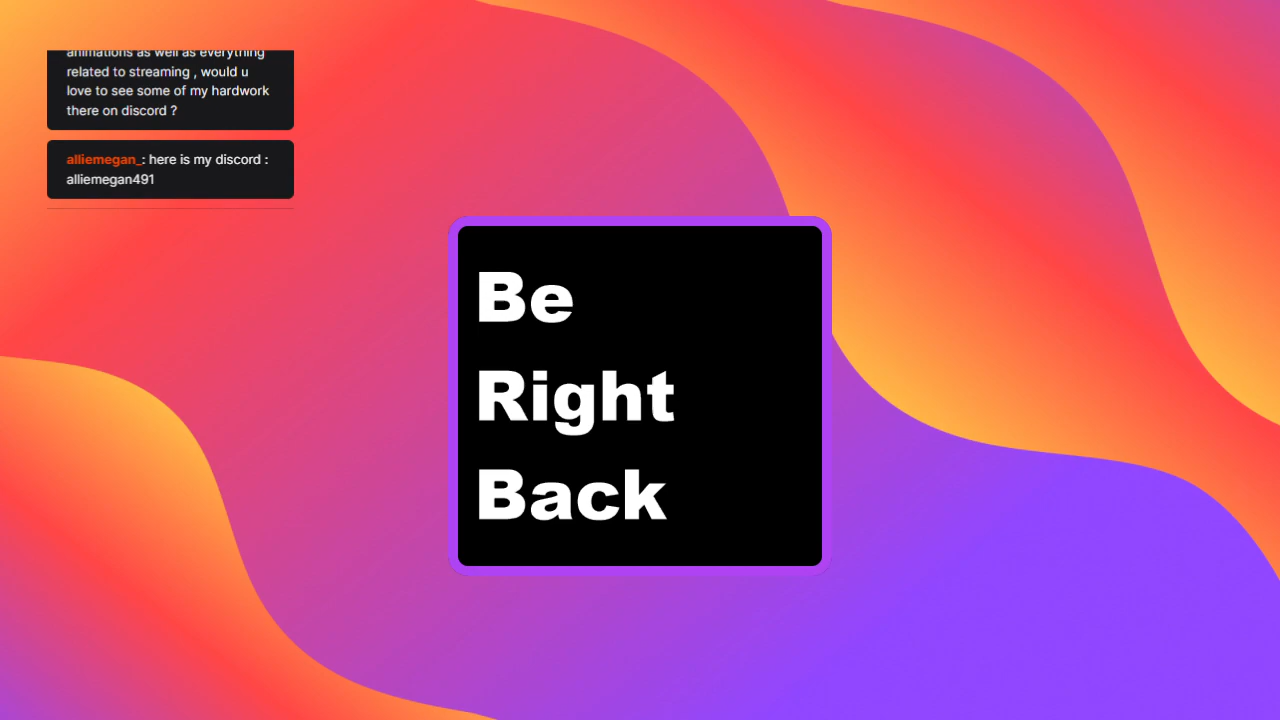 animations as well as everything
related to streaming , would u
love to see some of my hardwork
there on discord ?
alliemegan_: here is my discord :
alliemegan491
Be
Right
Back